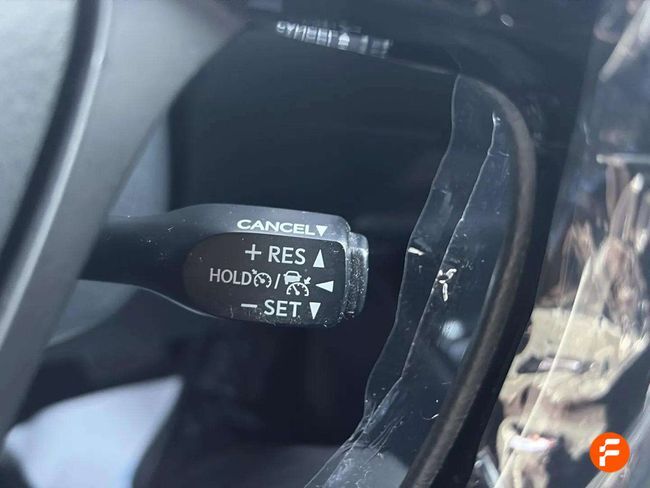 CANCEL▼
+ RES ▲
HOLD / ◄
− SET ▼